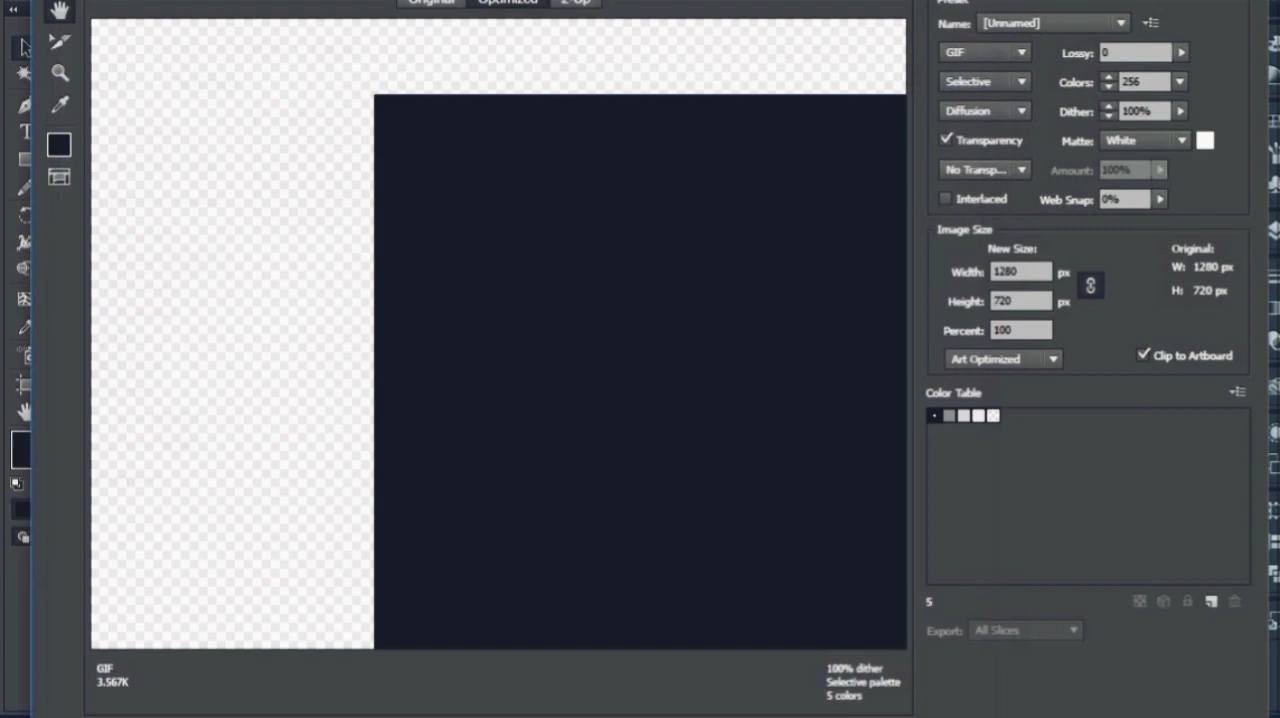 Original Optimized 2-Up
Preset
Name: [Unnamed]
GIF Lossy: 0
Selective Colors: 256
Diffusion Dither: 100%
Transparency Matte: White
No Transp... Amount: 100%
Interlaced Web Snap: 0%
Image Size
New Size: Original:
Width: 1280 px W: 1280 px
Height: 720 px H: 720 px
Percent: 100
Art Optimized Clip to Artboard
Color Table
5
Export: All Slices
GIF 100% dither
3.567K Selective palette
5 colors